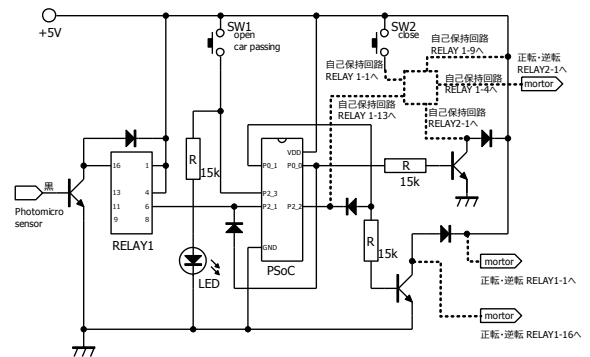 +5V
SW1
open
car passing
SW2
close
自己保持回路
RELAY 1-9へ
自己保持回路
RELAY 1-1へ
正転・逆転
RELAY2-1へ
mortor
自己保持回路
RELAY 1-4へ
自己保持回路
RELAY 1-13へ
自己保持回路
RELAY2-1へ
R
15k
VDD
P0_1
P0_0
P2_3
P2_1
P2_2
GND
PSoC
R
15k
16
1
13
4
11
6
9
8
RELAY1
黒
Photomicro
sensor
LED
R
15k
mortor
正転・逆転 RELAY1-1へ
mortor
正転・逆転 RELAY1-16へ